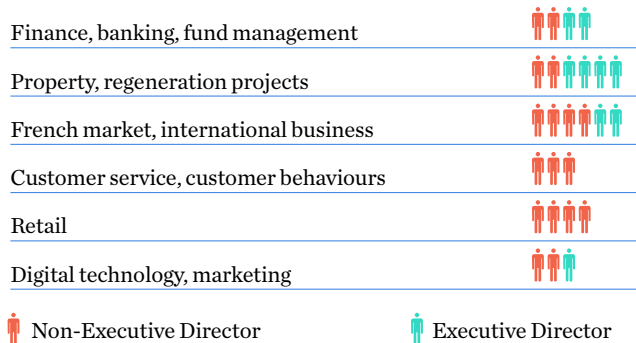 Finance, banking, fund management
Property, regeneration projects
French market, international business
Customer service, customer behaviours
Retail
Digital technology, marketing
Non-Executive Director Executive Director